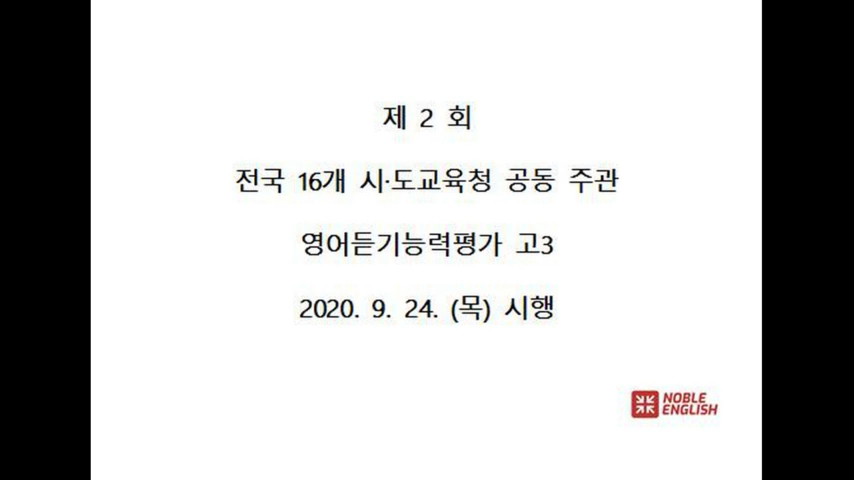 제 2 회
전국 16개 시·도교육청 공동 주관
영어듣기능력평가 고3
2020. 9. 24. (목) 시행
NOBLE
ENGLISH